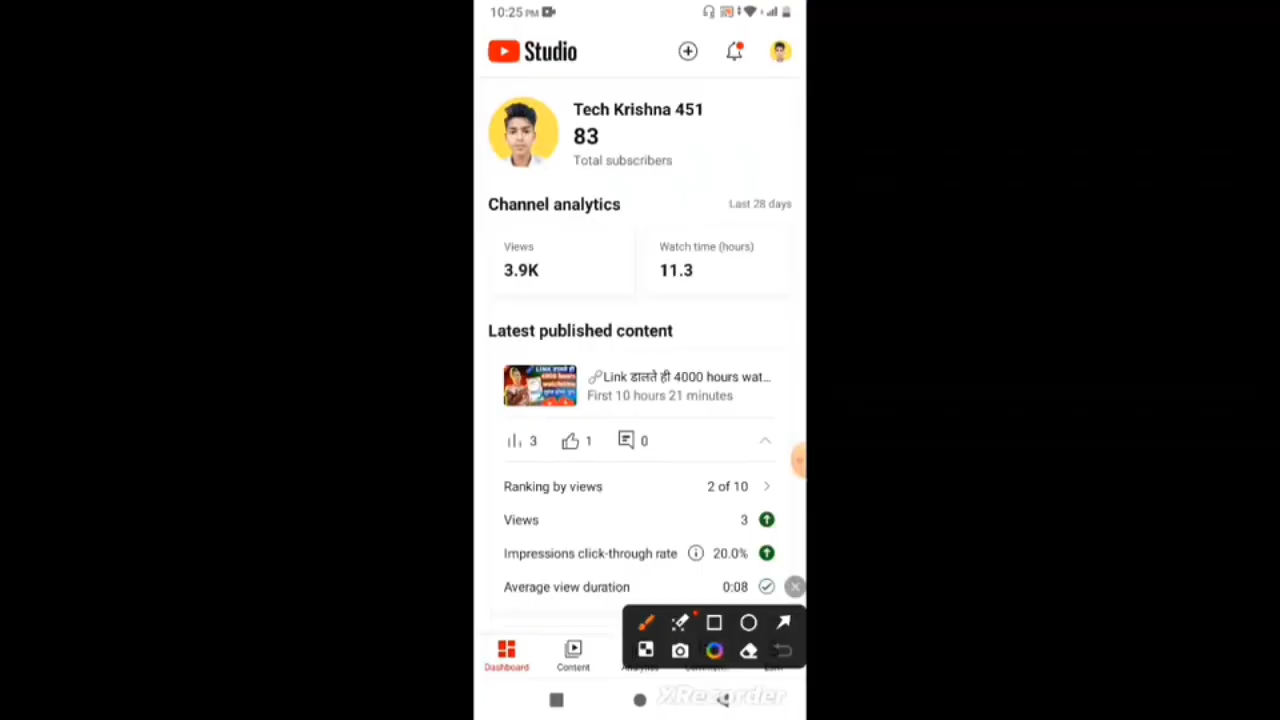 10:25 PM
Studio
Tech Krishna 451
83
Total subscribers
Channel analytics
Last 28 days
Views
Watch time (hours)
3.9K
11.3
Latest published content
Link डालते ही 4000 hours wat...
First 10 hours 21 minutes
3 1 0
Ranking by views 2 of 10
Views 3
Impressions click-through rate 20.0%
Average view duration 0:08
Dashboard
Content
XRecorder